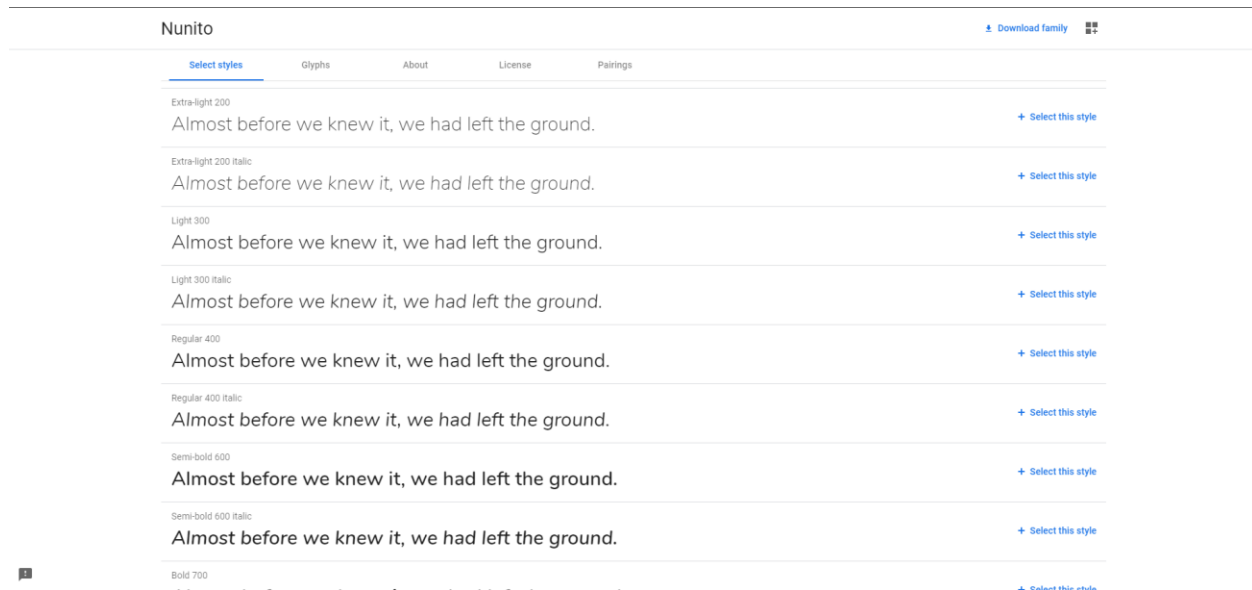 Nunito
Download family
Select styles Glyphs About License Pairings
Extra-light 200
Almost before we knew it, we had left the ground.
+ Select this style
Extra-light 200 italic
Almost before we knew it, we had left the ground.
+ Select this style
Light 300
Almost before we knew it, we had left the ground.
+ Select this style
Light 300 italic
Almost before we knew it, we had left the ground.
+ Select this style
Regular 400
Almost before we knew it, we had left the ground.
+ Select this style
Regular 400 italic
Almost before we knew it, we had left the ground.
+ Select this style
Semi-bold 600
Almost before we knew it, we had left the ground.
+ Select this style
Semi-bold 600 italic
Almost before we knew it, we had left the ground.
+ Select this style
Bold 700
+ Select this style